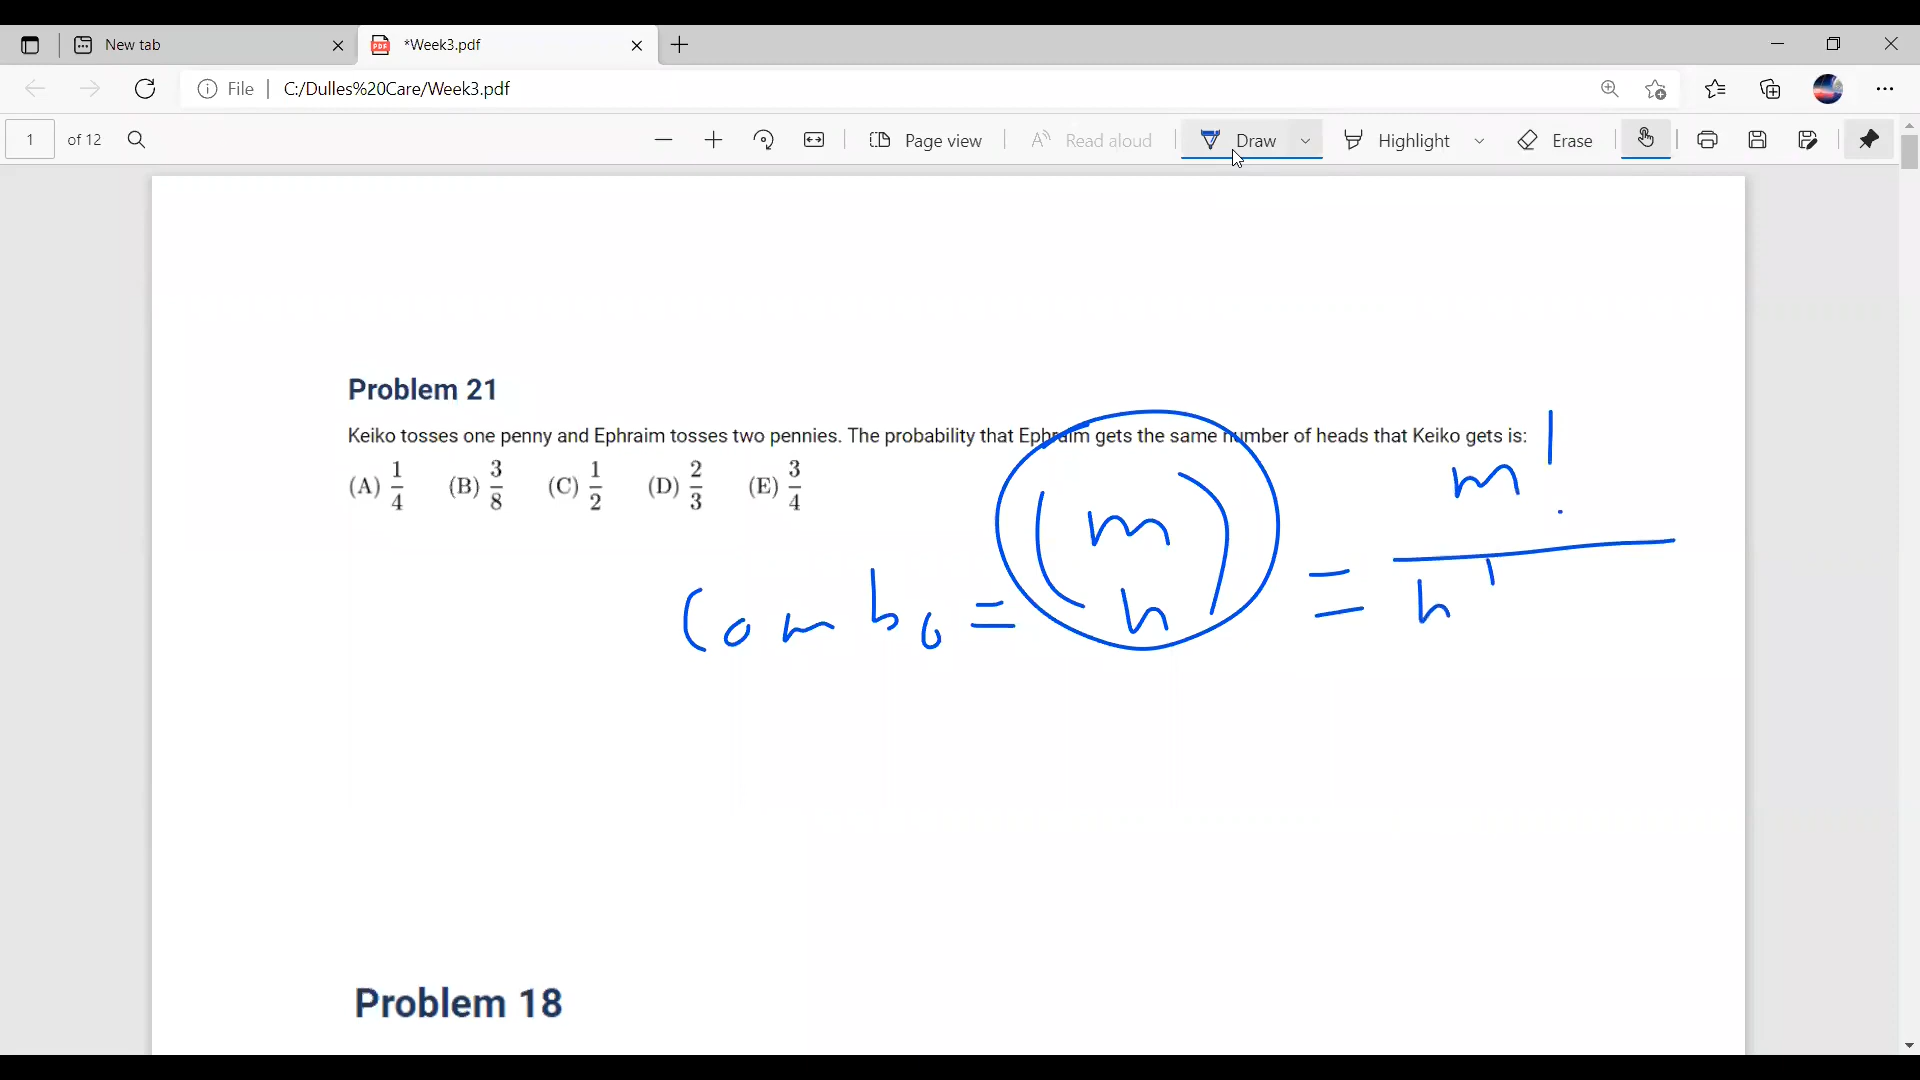 New tab
*Week3.pdf
File | C:/Dulles%20Care/Week3.pdf
1 of 12 Page view Read aloud Draw Highlight Erase
Problem 21
Keiko tosses one penny and Ephraim tosses two pennies. The probability that Ephraim gets the same number of heads that Keiko gets is:
(A) 1/4 (B) 3/8 (C) 1/2 (D) 2/3 (E) 3/4
Combo = (m n) = m! / n!
Problem 18